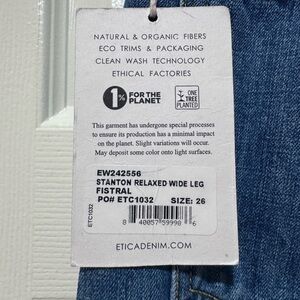 NATURAL & ORGANIC FIBERS
ECO TRIMS & PACKAGING
CLEAN WASH TECHNOLOGY
ETHICAL FACTORIES
1% FOR THE
PLANET
ONE
TREE
PLANTED
This garment has undergone special processes
to ensure its production has a minimal impact
on the planet. Slight variations will occur.
May deposit some color onto light surfaces.
ETC1032
EW242556
STANTON RELAXED WIDE LEG
FISTRAL
PO# ETC1032 SIZE: 26
8 40057 59990 6
ETICADENIM.COM